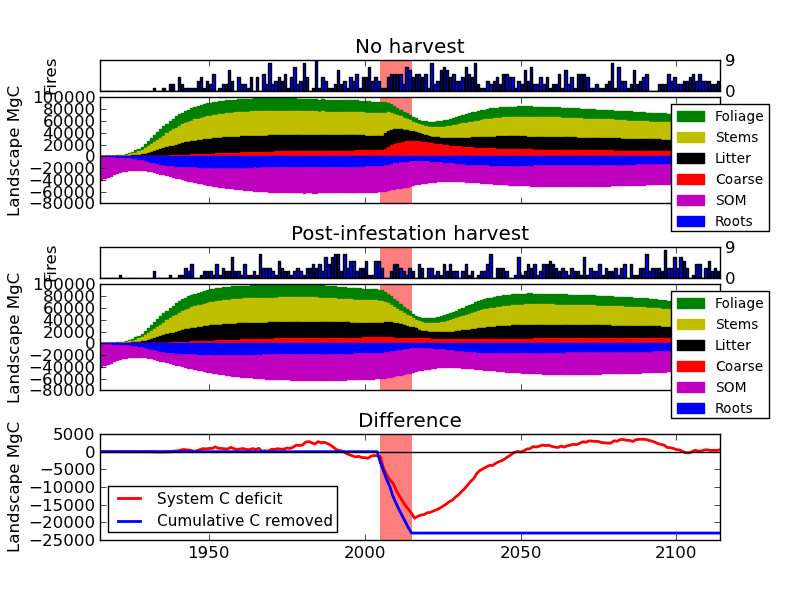 No harvest
Fires
9
0
Landscape MgC
100000
80000
60000
40000
20000
0
−20000
−40000
−60000
−80000
Foliage
Stems
Litter
Coarse
SOM
Roots
Post-infestation harvest
Fires
9
0
Landscape MgC
100000
80000
60000
40000
20000
0
−20000
−40000
−60000
−80000
Foliage
Stems
Litter
Coarse
SOM
Roots
Difference
Landscape MgC
5000
0
−5000
−10000
−15000
−20000
−25000
System C deficit
Cumulative C removed
1950 2000 2050 2100